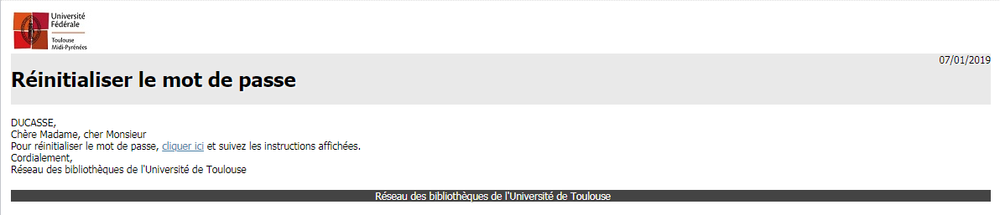 Université
Fédérale
Toulouse
Midi-Pyrénées
07/01/2019
Réinitialiser le mot de passe
DUCASSE,
Chère Madame, cher Monsieur
Pour réinitialiser le mot de passe, cliquer ici et suivez les instructions affichées.
Cordialement,
Réseau des bibliothèques de l'Université de Toulouse
Réseau des bibliothèques de l'Université de Toulouse